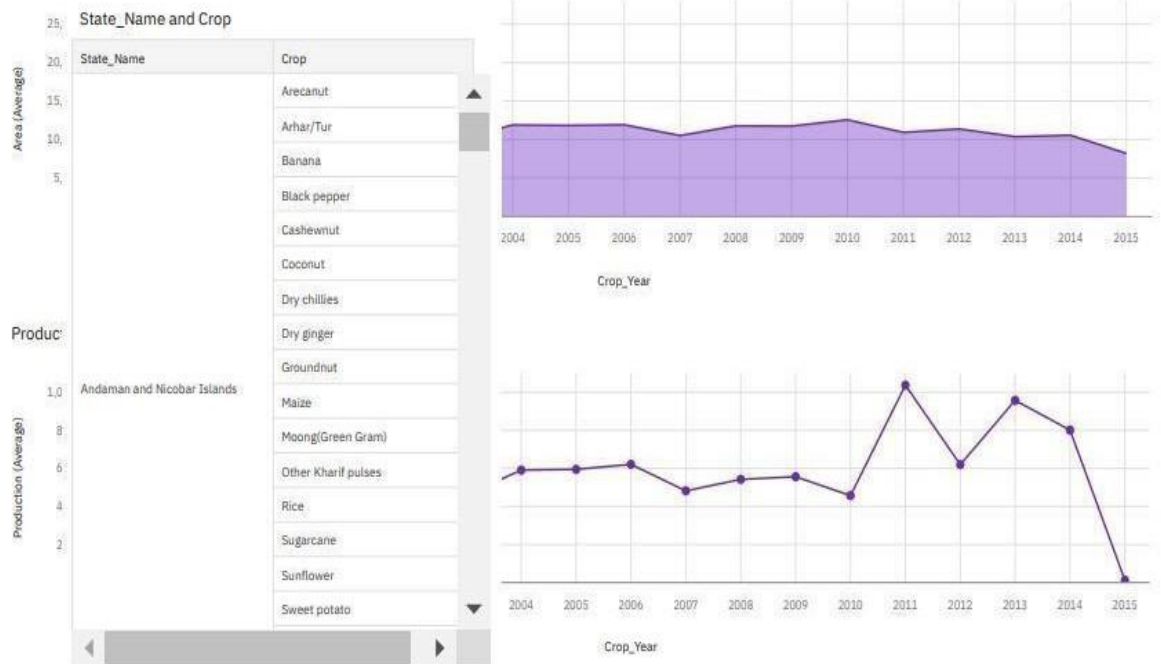 State_Name and Crop
State_Name Crop
Arecanut
Arhar/Tur
Banana
Black pepper
Cashewnut
Coconut
Dry chillies
Dry ginger
Groundnut
Andaman and Nicobar Islands
Maize
Moong(Green Gram)
Other Kharif pulses
Rice
Sugarcane
Sunflower
Sweet potato
Area (Average)
25,
20,
15,
10,
5,
2004 2005 2006 2007 2008 2009 2010 2011 2012 2013 2014 2015
Crop_Year
Produc
Production (Average)
1,0
8
6
4
2
2004 2005 2006 2007 2008 2009 2010 2011 2012 2013 2014 2015
Crop_Year